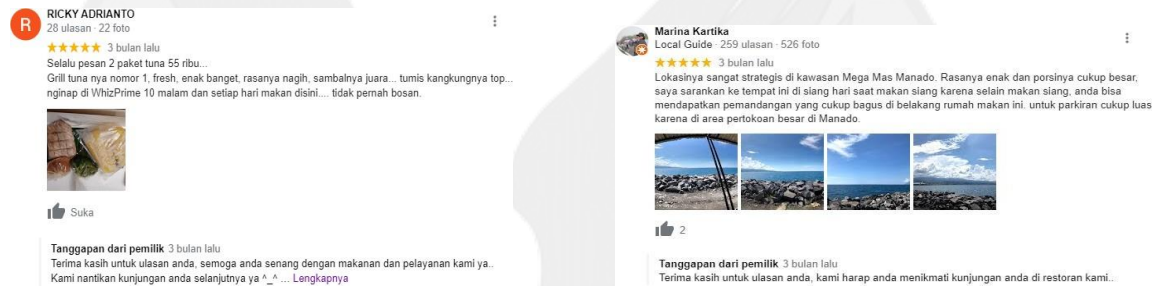 R
RICKY ADRIANTO
28 ulasan · 22 foto
3 bulan lalu
Selalu pesan 2 paket tuna 55 ribu...
Grill tuna nya nomor 1, fresh, enak banget, rasanya nagih, sambalnya juara... tumis kangkungnya top...
nginap di WhizPrime 10 malam dan setiap hari makan disini.... tidak pernah bosan.
Suka
Tanggapan dari pemilik 3 bulan lalu
Terima kasih untuk ulasan anda, semoga anda senang dengan makanan dan pelayanan kami ya..
Kami nantikan kunjungan anda selanjutnya ya ^_^ ... Lengkapnya
Marina Kartika
Local Guide · 259 ulasan · 526 foto
3 bulan lalu
Lokasinya sangat strategis di kawasan Mega Mas Manado. Rasanya enak dan porsinya cukup besar,
saya sarankan ke tempat ini di siang hari saat makan siang karena selain makan siang, anda bisa
mendapatkan pemandangan yang cukup bagus di belakang rumah makan ini. untuk parkiran cukup luas
karena di area pertokoan besar di Manado.
2
Tanggapan dari pemilik 3 bulan lalu
Terima kasih untuk ulasan anda, kami harap anda menikmati kunjungan anda di restoran kami..